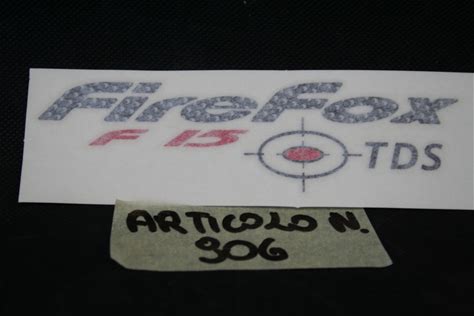 FireFox
F 15
TDS
ARTICOLO N.
906